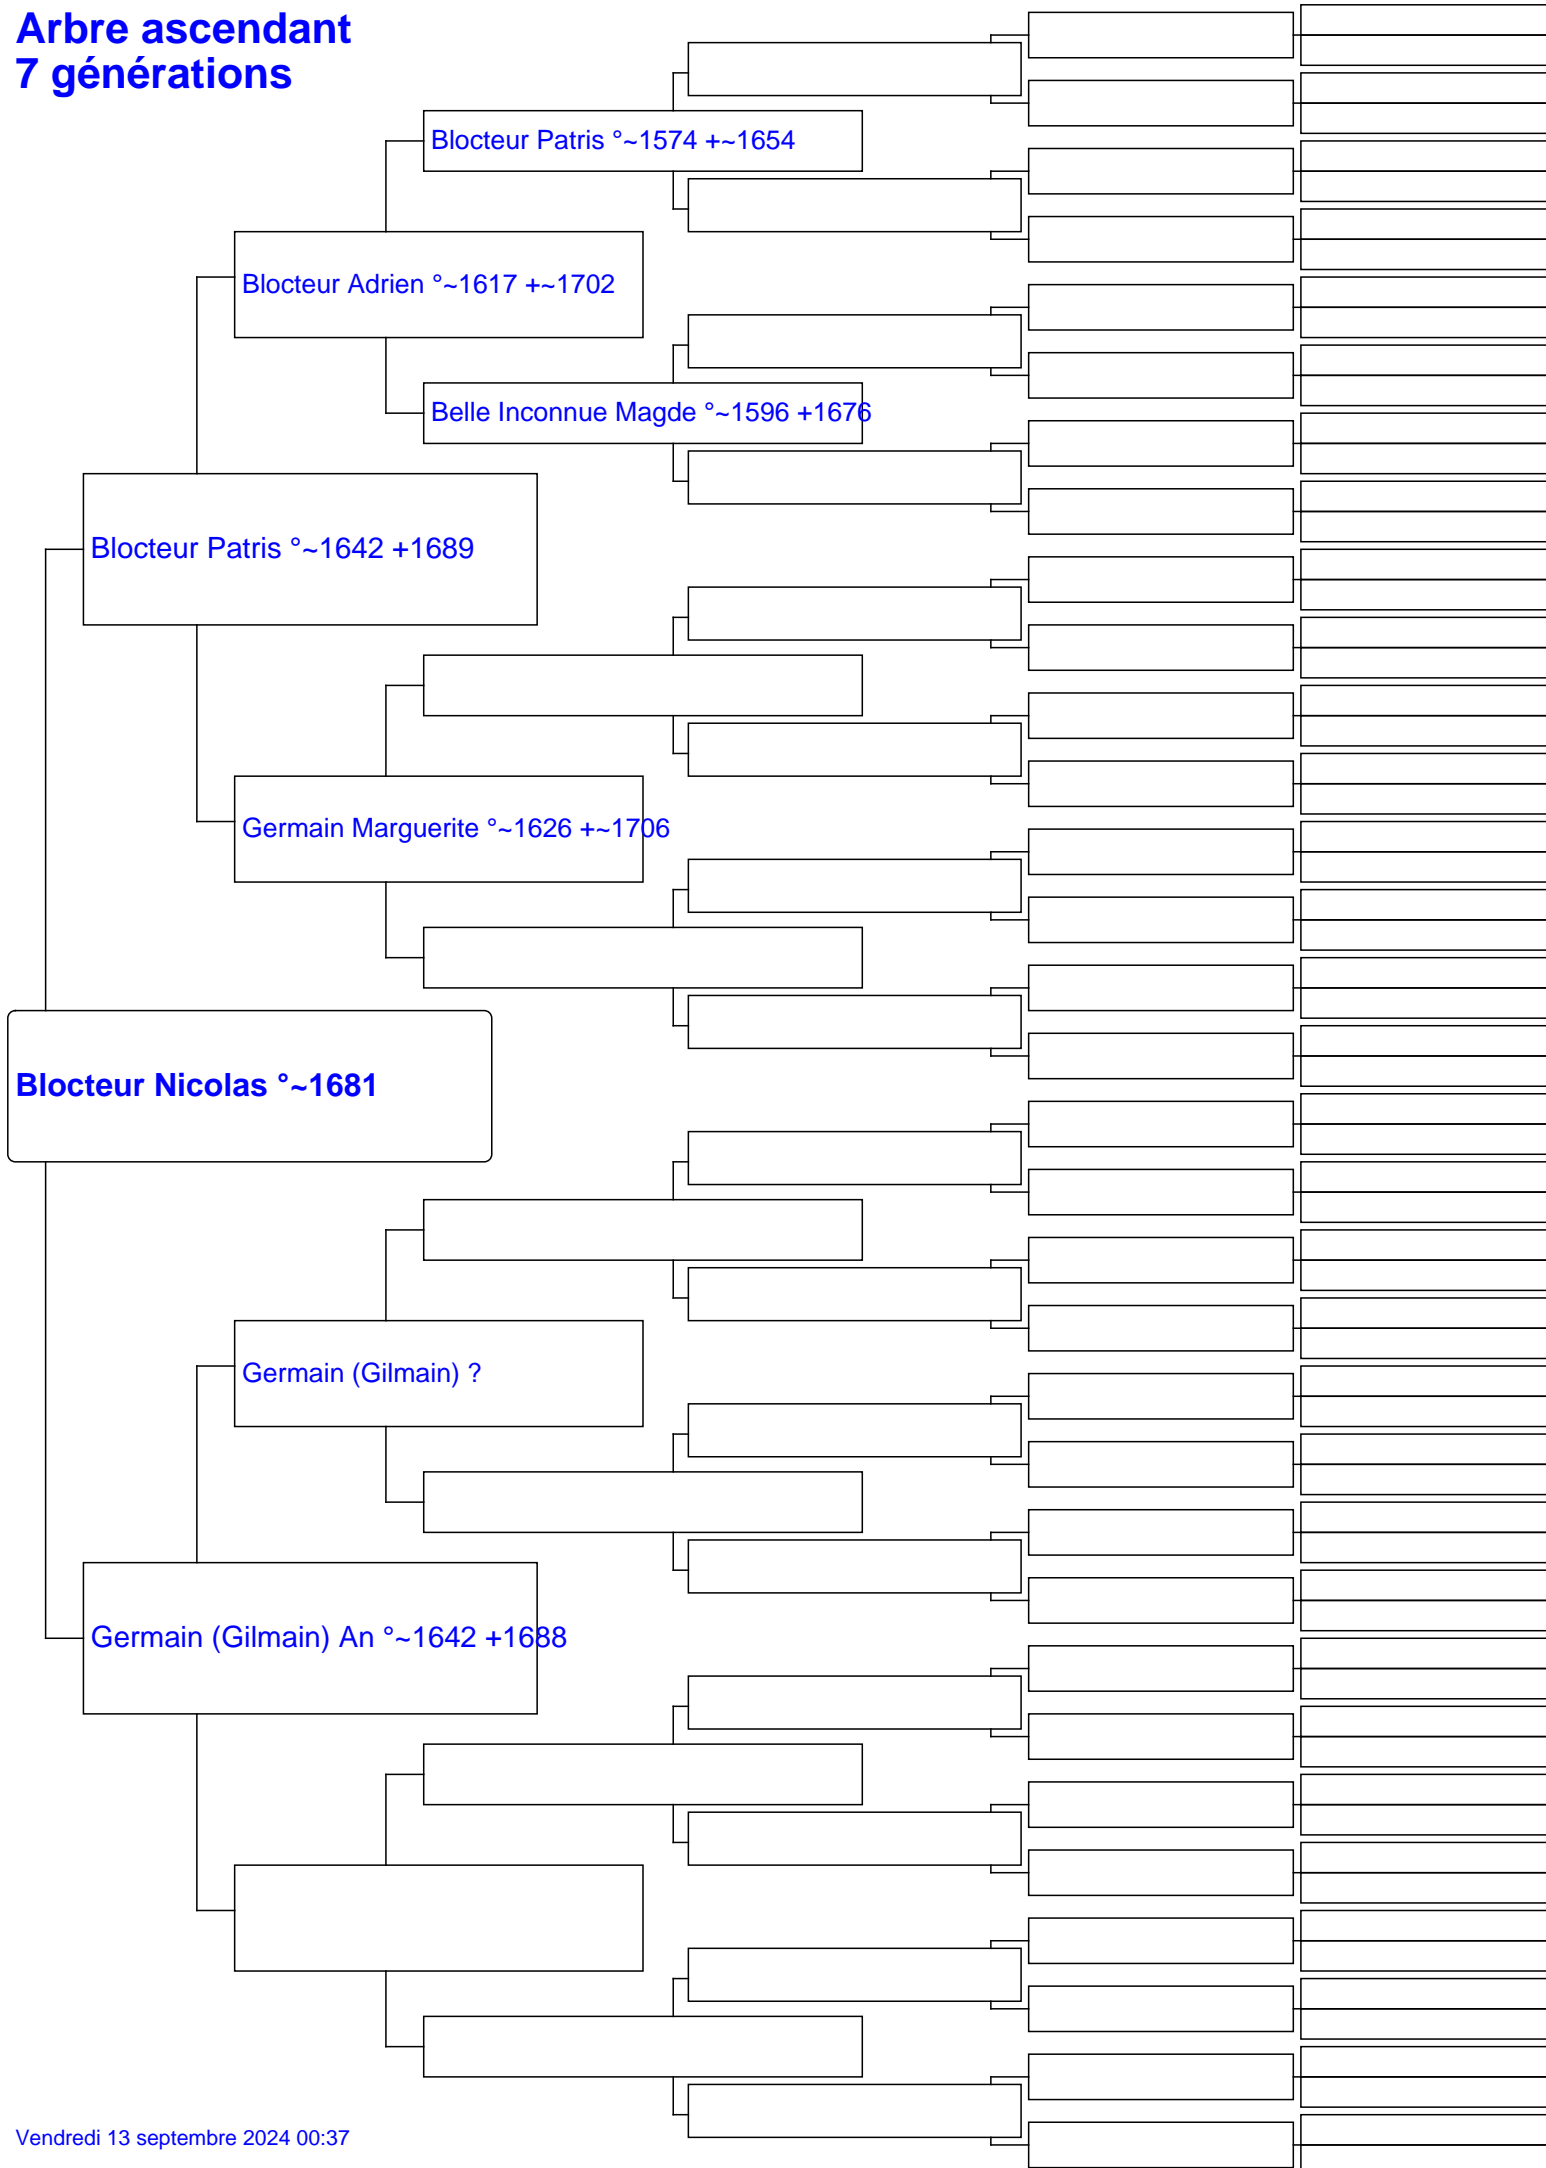 Arbre ascendant
7 générations
Blocteur Patris °~1574 +~1654
Blocteur Adrien °~1617 +~1702
Belle Inconnue Magde °~1596 +1676
Blocteur Patris °~1642 +1689
Germain Marguerite °~1626 +~1706
Blocteur Nicolas °~1681
Germain (Gilmain) ?
Germain (Gilmain) An °~1642 +1688
Vendredi 13 septembre 2024 00:37